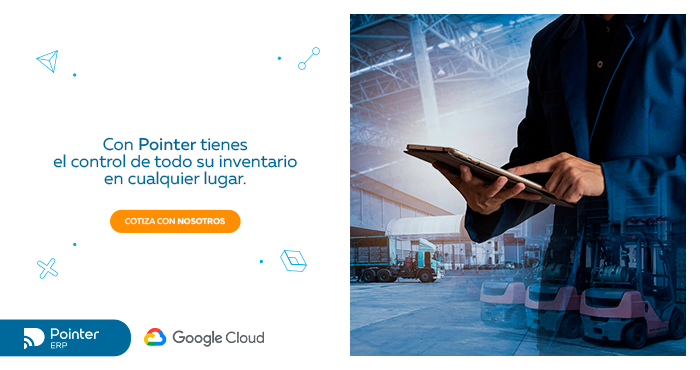 Con Pointer tienes
el control de todo su inventario
en cualquier lugar.
COTIZA CON NOSOTROS
Pointer
ERP
Google Cloud